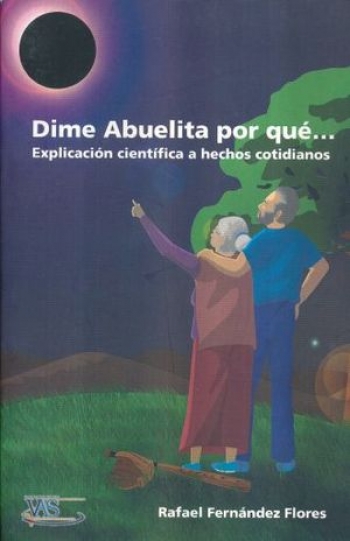 Dime Abuelita por qué...
Explicación científica a hechos cotidianos
VAS
Rafael Fernández Flores